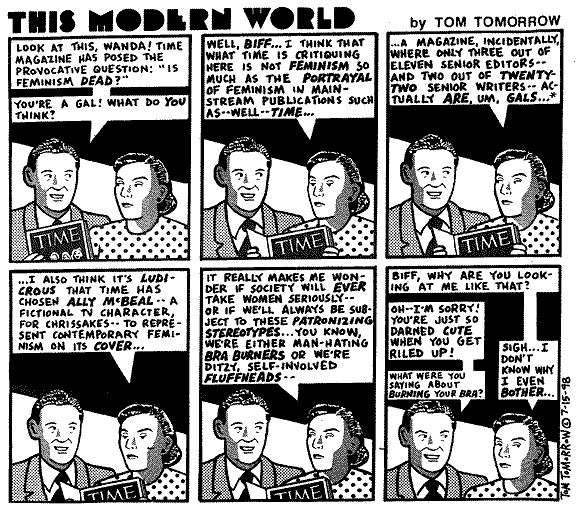 THIS MODERN WORLD
by TOM TOMORROW
LOOK AT THIS, WANDA! TIME
MAGAZINE HAS POSED THE
PROVOCATIVE QUESTION: "IS
FEMINISM DEAD?"
YOU'RE A GAL! WHAT DO YOU
THINK?
TIME
WELL, BIFF...I THINK THAT
WHAT TIME IS CRITIQUING
HERE IS NOT FEMINISM SO
MUCH AS THE PORTRAYAL
OF FEMINISM IN MAIN-
STREAM PUBLICATIONS SUCH
AS--WELL--TIME...
TIME
...A MAGAZINE, INCIDENTALLY,
WHERE ONLY THREE OUT OF
ELEVEN SENIOR EDITORS--
AND TWO OUT OF TWENTY-
TWO SENIOR WRITERS-- AC-
TUALLY ARE, UM, GALS...*
TIME
...I ALSO THINK IT'S LUDI-
CROUS THAT TIME HAS
CHOSEN ALLY McBEAL-- A
FICTIONAL TV CHARACTER,
FOR CHRISSAKES-- TO REPRE-
SENT CONTEMPORARY FEMI-
NISM ON ITS COVER...
TIME
IT REALLY MAKES ME WON-
DER IF SOCIETY WILL EVER
TAKE WOMEN SERIOUSLY--
OR IF WE'LL ALWAYS BE SUB-
JECT TO THESE PATRONIZING
STEREOTYPES...YOU KNOW,
WE'RE EITHER MAN-HATING
BRA BURNERS OR WE'RE
DITZY, SELF-INVOLVED
FLUFFHEADS--
TIME
BIFF, WHY ARE YOU LOOK-
ING AT ME LIKE THAT?
OH--I'M SORRY!
YOU'RE JUST SO
DARNED CUTE
WHEN YOU GET
RILED UP!
WHAT WERE YOU
SAYING ABOUT
BURNING YOUR BRA?
SIGH...I
DON'T
KNOW WHY
I EVEN
BOTHER...
TOM TOMORROW © 7-15-98